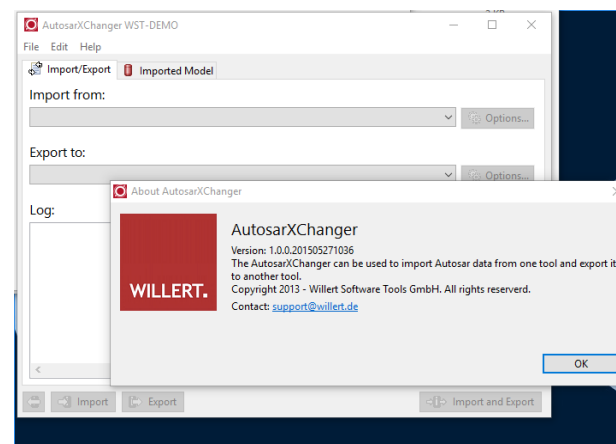 AutosarXChanger WST-DEMO
File Edit Help
Import/Export Imported Model
Import from:
Options...
Export to:
Options...
About AutosarXChanger
Log:
AutosarXChanger
Version: 1.0.0.201505271036
The AutosarXChanger can be used to import Autosar data from one tool and export it
to another tool.
WILLERT.
Copyright 2013 - Willert Software Tools GmbH. All rights reserverd.
Contact: support@willert.de
OK
Import Export Import and Export